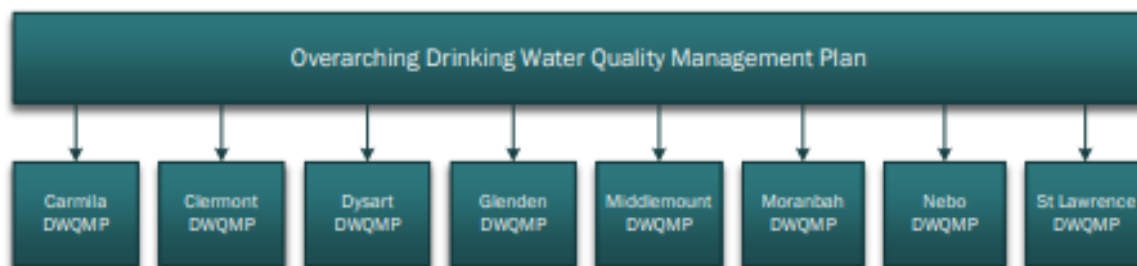 Overarching Drinking Water Quality Management Plan
Carmila
DWQMP
Clermont
DWQMP
Dysart
DWQMP
Glenden
DWQMP
Middlemount
DWQMP
Moranbah
DWQMP
Nebo
DWQMP
St Lawrence
DWQMP